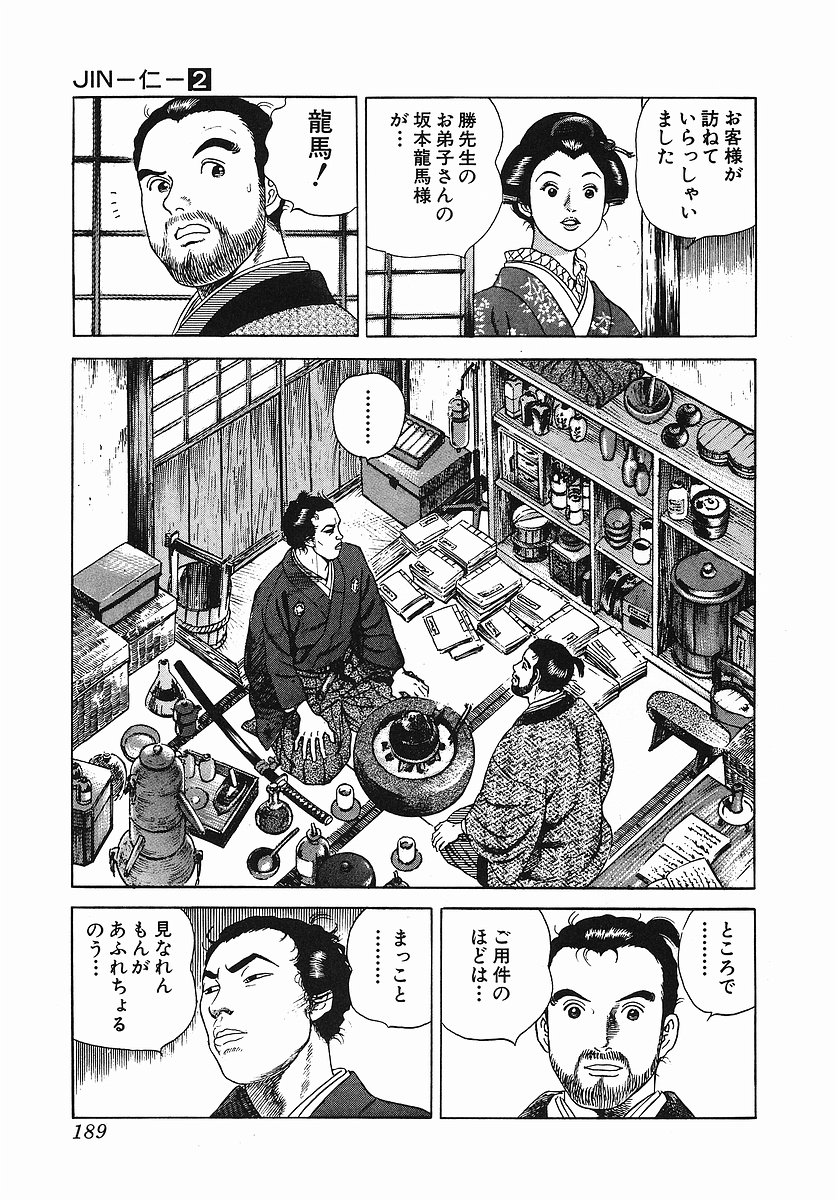 JIN－仁－2
お客様が
訪ねて
いらっしゃい
ました
勝先生の
お弟子さんの
坂本龍馬様
が…
龍馬！
………
ところで
………
ご用件の
ほどは…
まっこと
………
見なれん
もんが
あふれちょる
のう…
189